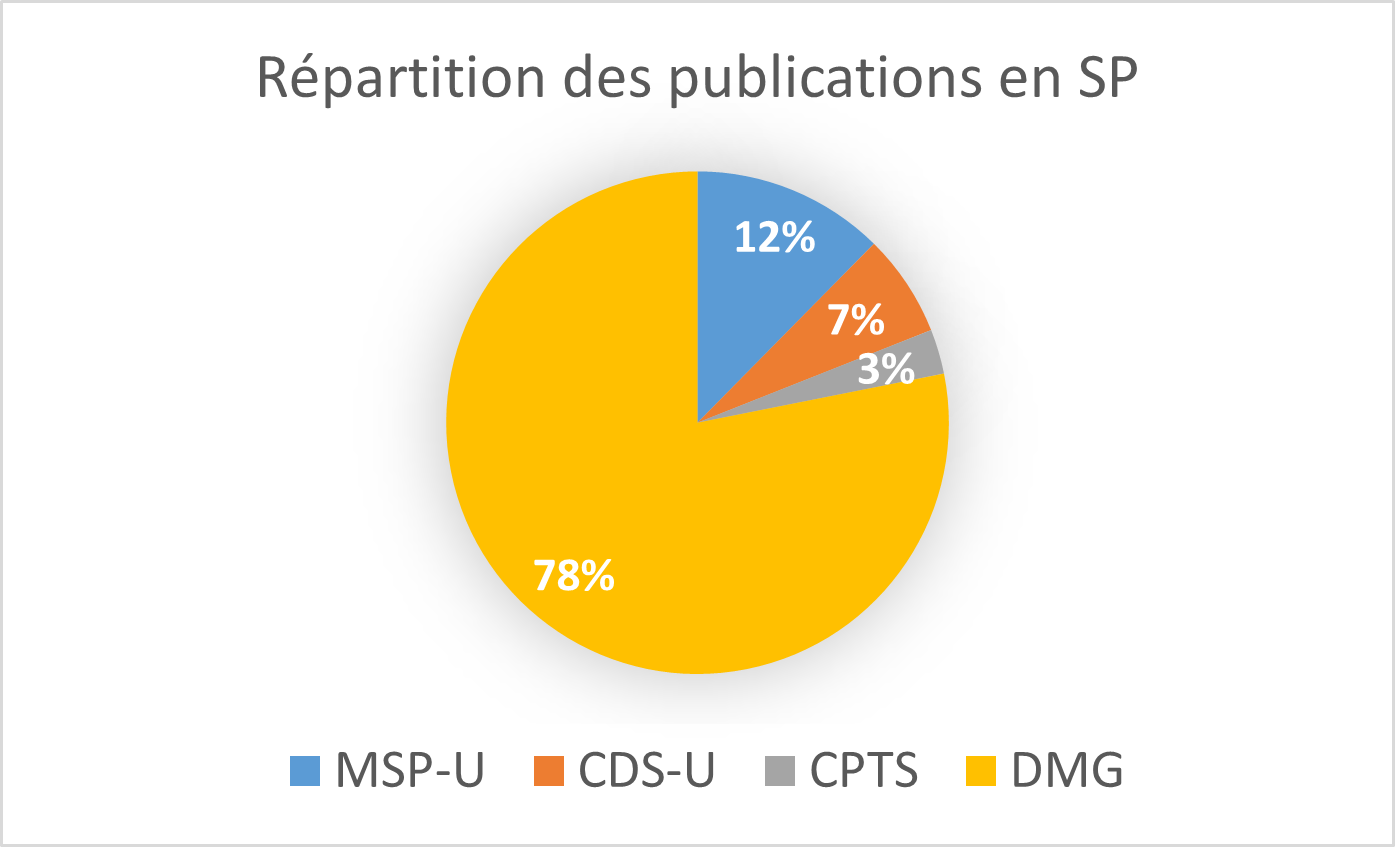 Répartition des publications en SP
12%
7%
3%
78%
MSP-U CDS-U CPTS DMG